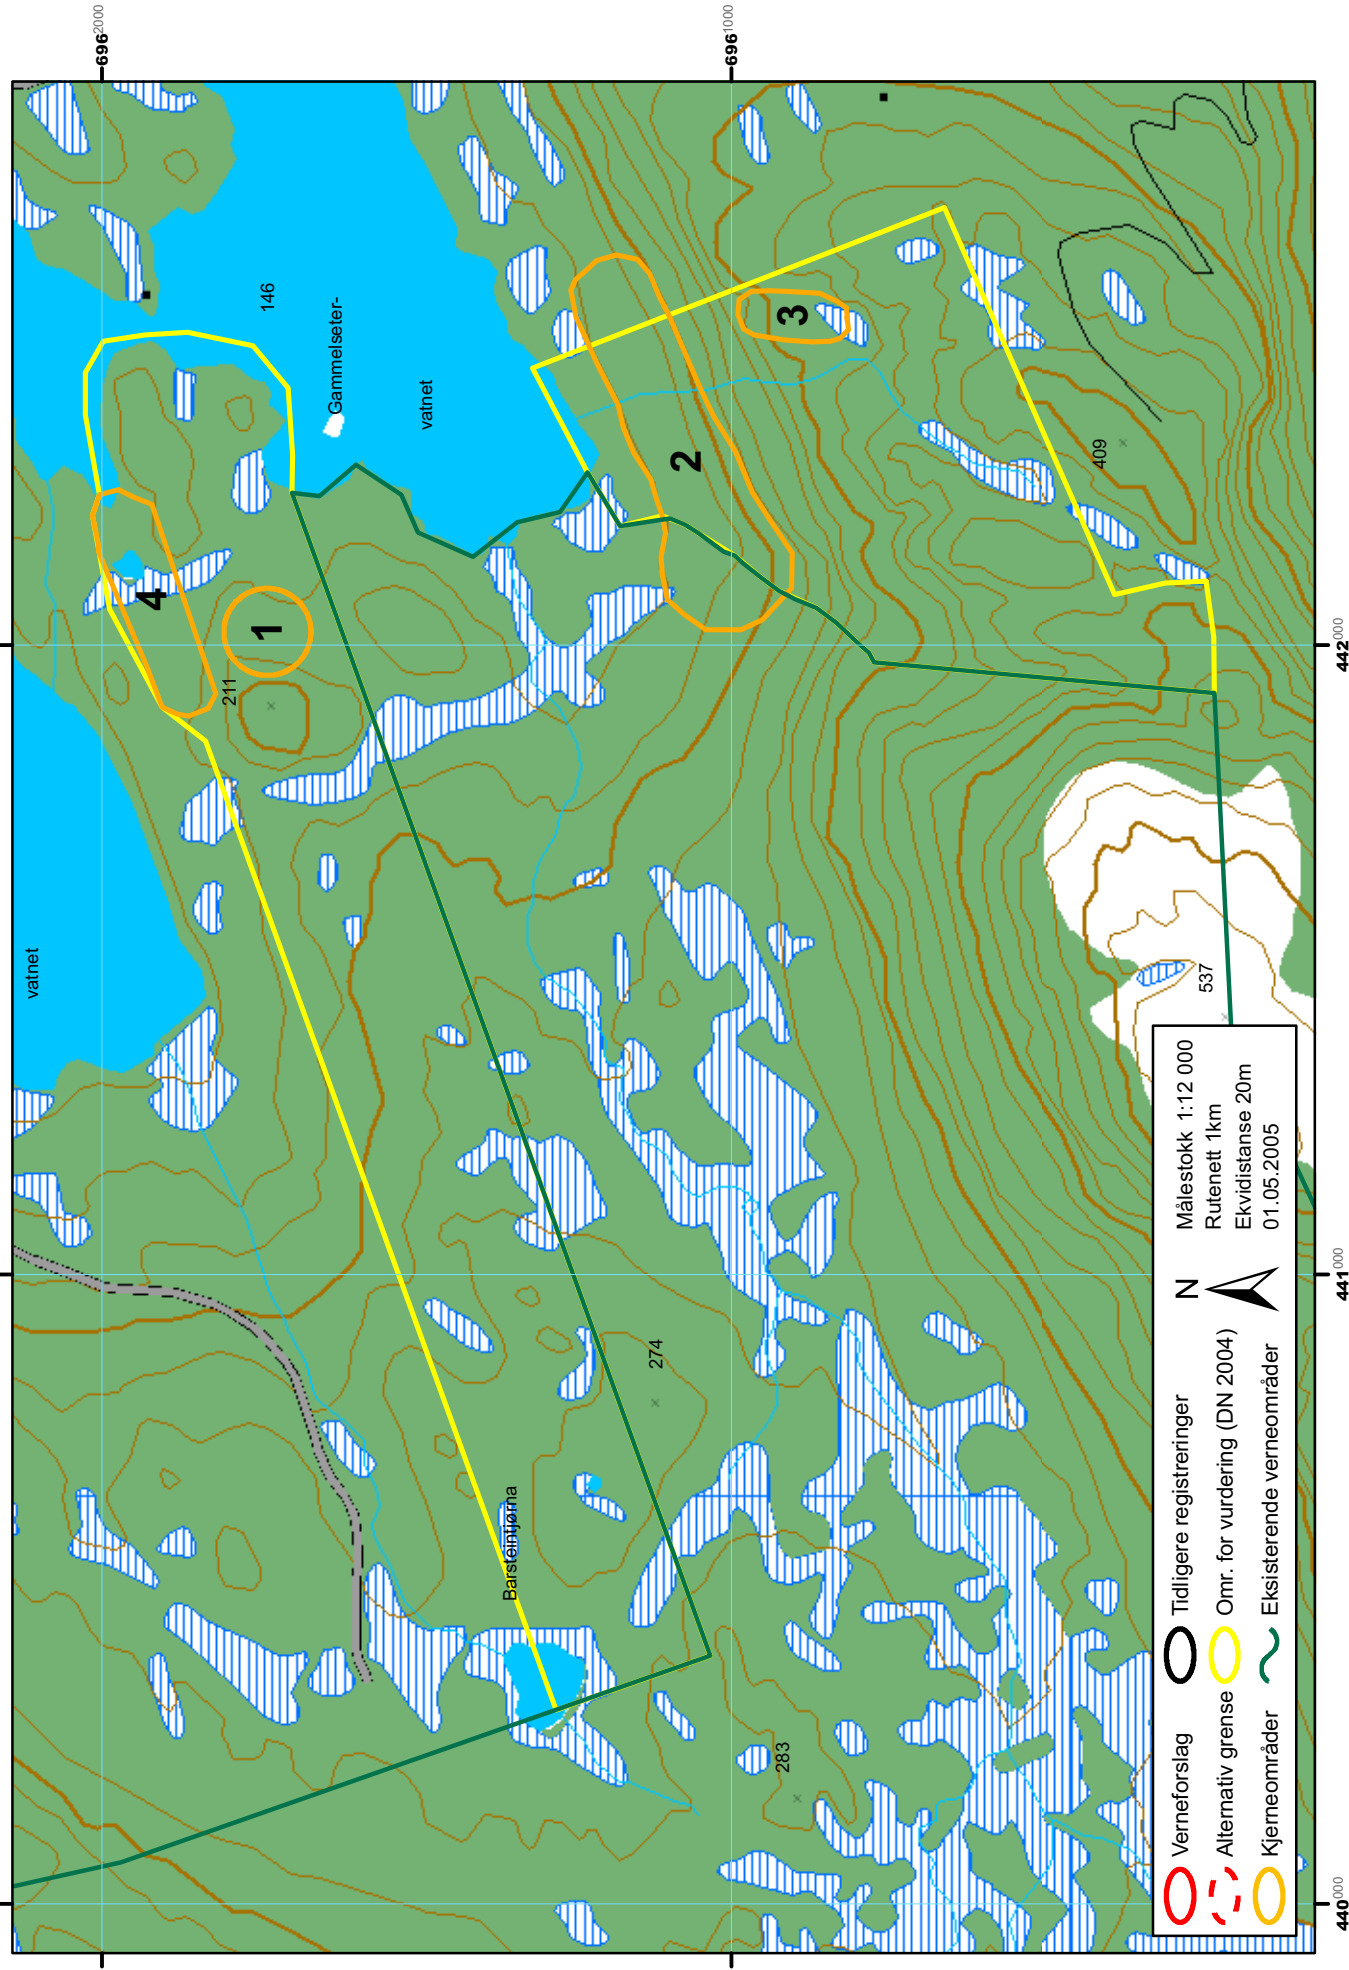 6962000
6961000
146
Gammelseter-
vatnet
vatnet
4
1
211
2
3
409
537
Barsteintjørna
274
283
Verneforslag
Alternativ grense
Kjerneområder
Tidligere registreringer
Omr. for vurdering (DN 2004)
Eksisterende verneområder
N
Målestokk 1:12 000
Rutenett 1km
Ekvidistanse 20m
01.05.2005
440000
441000
442000